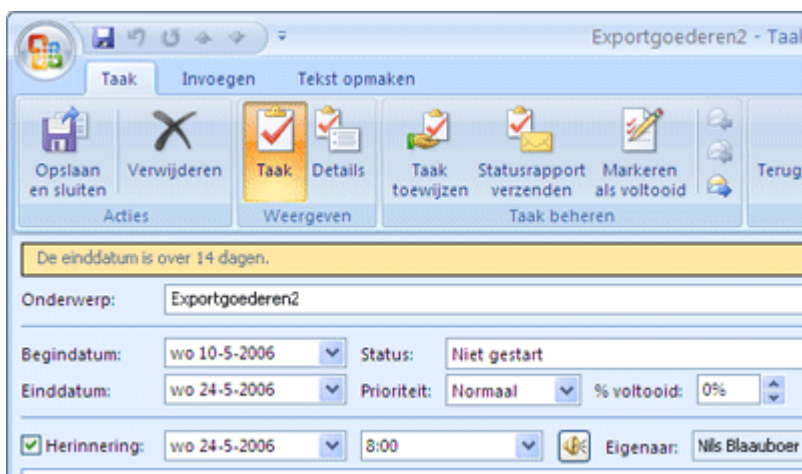 Exportgoederen2 - Taak
Taak Invoegen Tekst opmaken
Opslaan en sluiten Verwijderen Taak Details Taak toewijzen Statusrapport verzenden Markeren als voltooid Terug
Acties Weergeven Taak beheren
De einddatum is over 14 dagen.
Onderwerp: Exportgoederen2
Begindatum: wo 10-5-2006 Status: Niet gestart
Einddatum: wo 24-5-2006 Prioriteit: Normaal % voltooid: 0%
Herinnering: wo 24-5-2006 8:00 Eigenaar: Nils Blaauboer